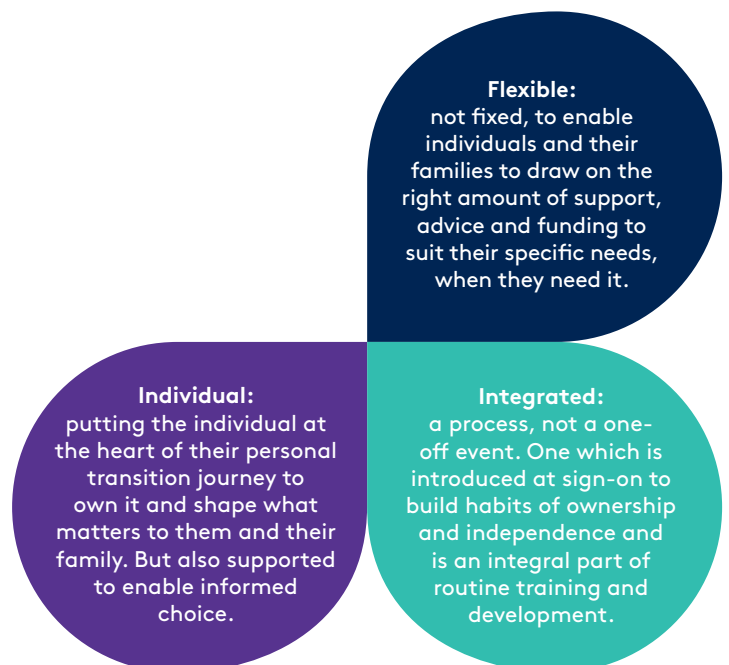 Flexible:
not fixed, to enable
individuals and their
families to draw on the
right amount of support,
advice and funding to
suit their specific needs,
when they need it.
Individual:
putting the individual at
the heart of their personal
transition journey to
own it and shape what
matters to them and their
family. But also supported
to enable informed
choice.
Integrated:
a process, not a one-
off event. One which is
introduced at sign-on to
build habits of ownership
and independence and
is an integral part of
routine training and
development.